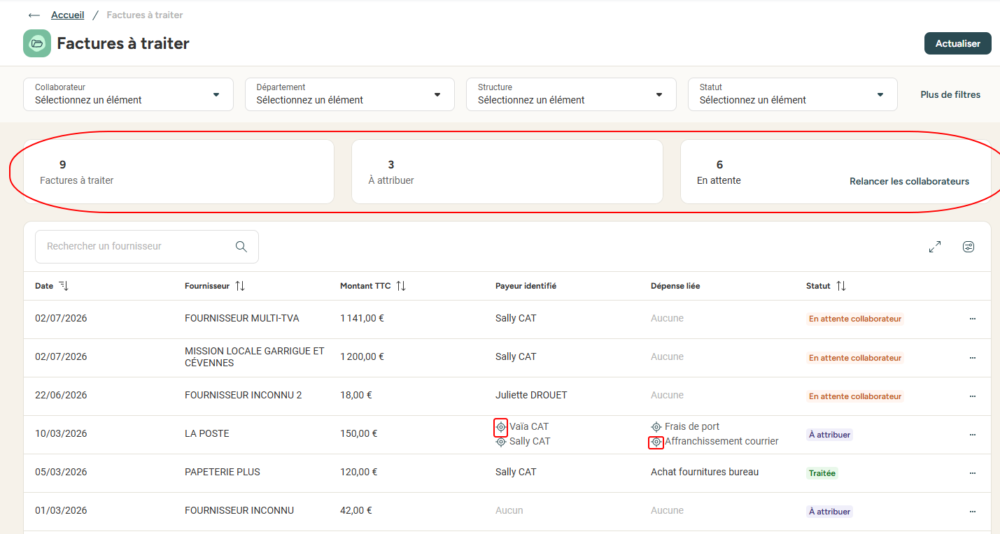 Accueil / Factures à traiter
Factures à traiter
Actualiser
Collaborateur
Sélectionnez un élément
Département
Sélectionnez un élément
Structure
Sélectionnez un élément
Statut
Sélectionnez un élément
Plus de filtres
9
Factures à traiter
3
À attribuer
6
En attente
Relancer les collaborateurs
Rechercher un fournisseur
Date Fournisseur Montant TTC Payeur identifié Dépense liée Statut
02/07/2026 FOURNISSEUR MULTI-TVA 1 141,00 € Sally CAT Aucune En attente collaborateur
02/07/2026 MISSION LOCALE GARRIGUE ET
CÉVENNES 1 200,00 € Sally CAT Aucune En attente collaborateur
22/06/2026 FOURNISSEUR INCONNU 2 18,00 € Juliette DROUET Aucune En attente collaborateur
10/03/2026 LA POSTE 150,00 € Vaïa CAT Frais de port À attribuer
Sally CAT Affranchissement courrier
05/03/2026 PAPETERIE PLUS 120,00 € Sally CAT Achat fournitures bureau Traitée
01/03/2026 FOURNISSEUR INCONNU 42,00 € Aucun Aucune À attribuer